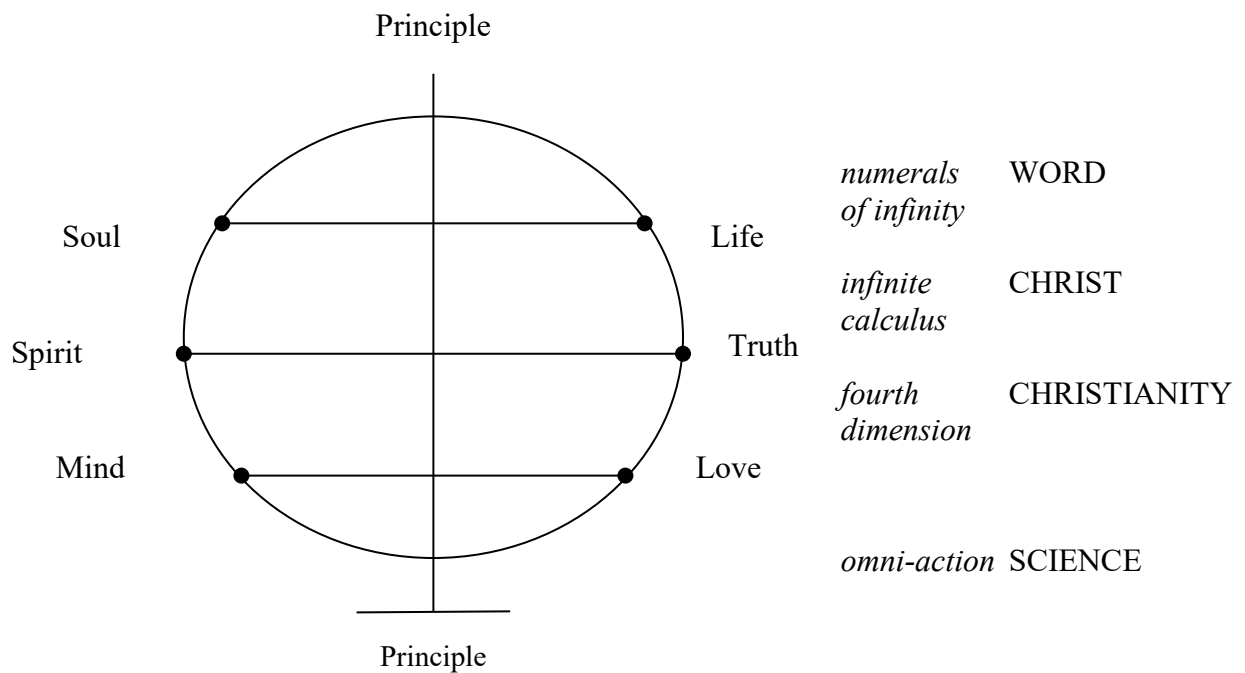 Principle
numerals WORD
of infinity
Soul Life
infinite CHRIST
calculus
Spirit Truth
fourth CHRISTIANITY
dimension
Mind Love
omni-action SCIENCE
Principle